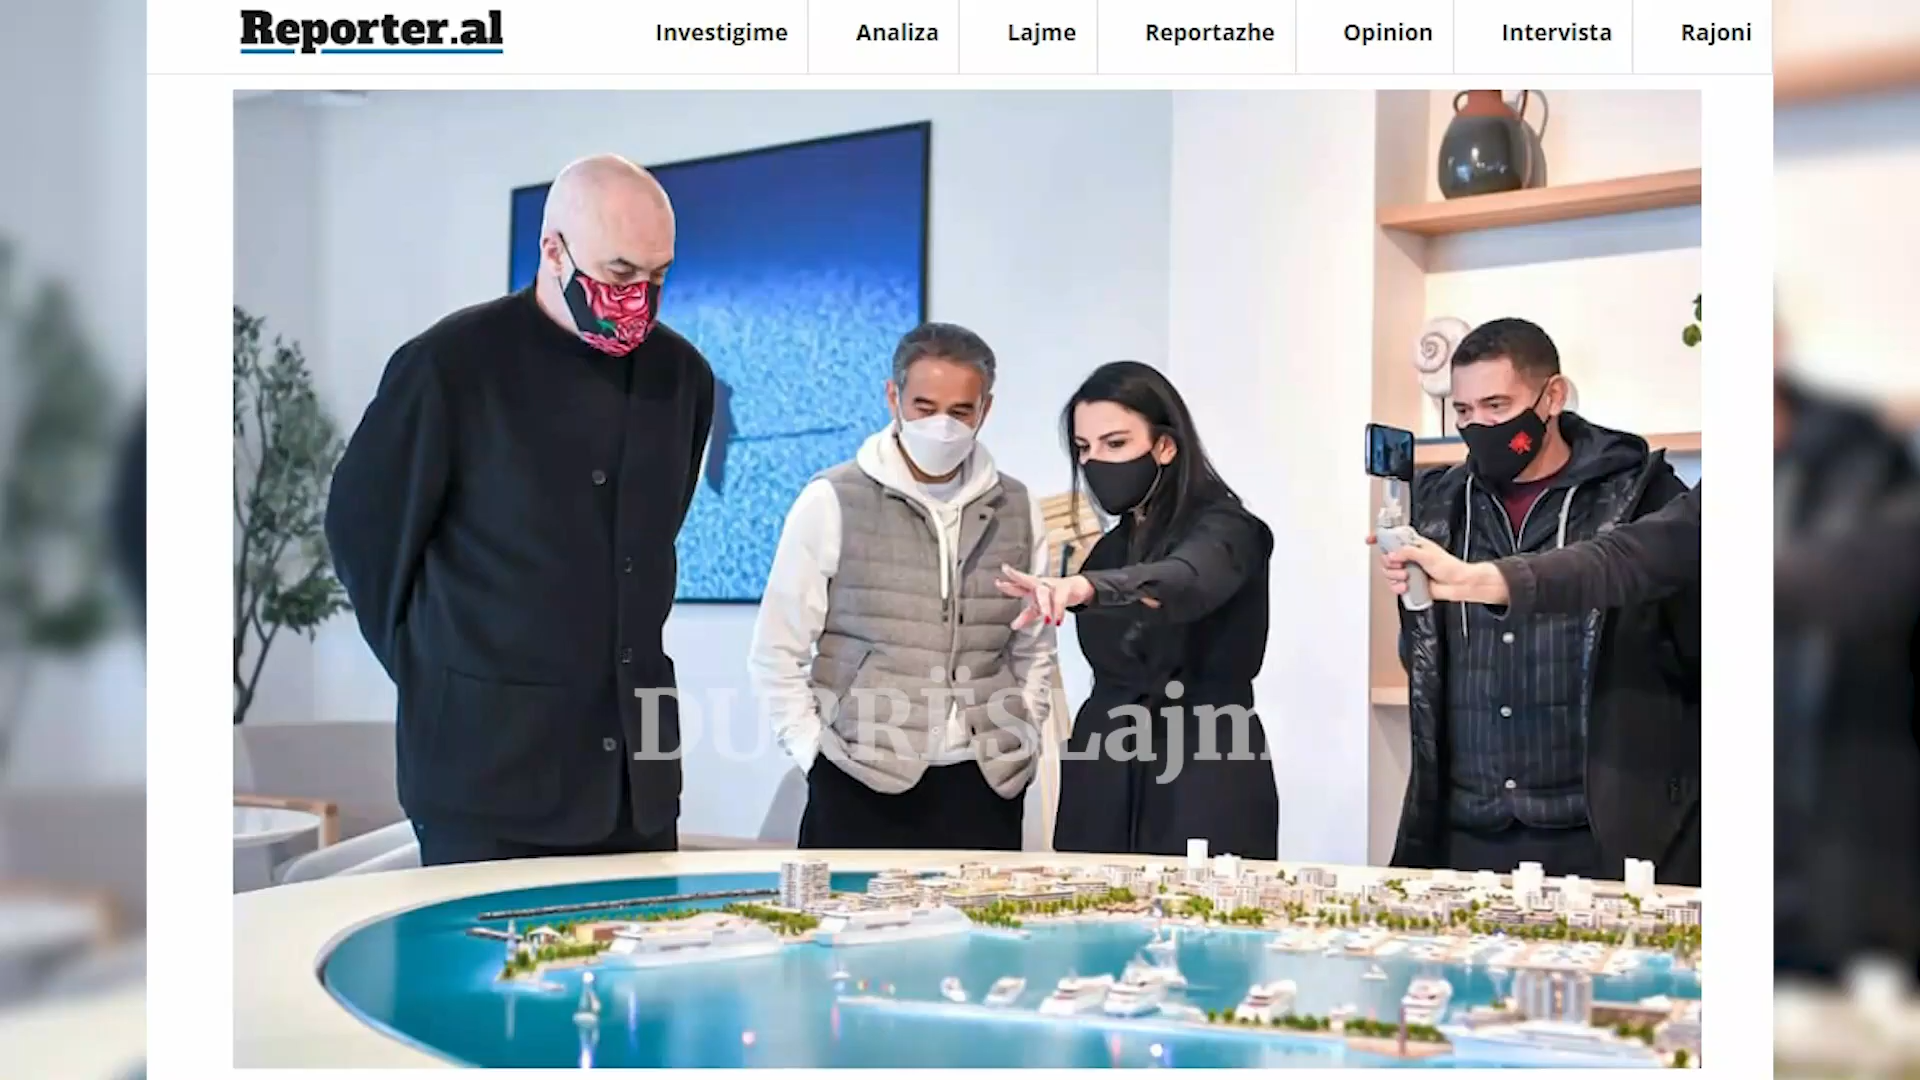 Reporter.al
Investigime
Analiza
Lajme
Reportazhe
Opinion
Intervista
Rajoni
DURRËSLajm